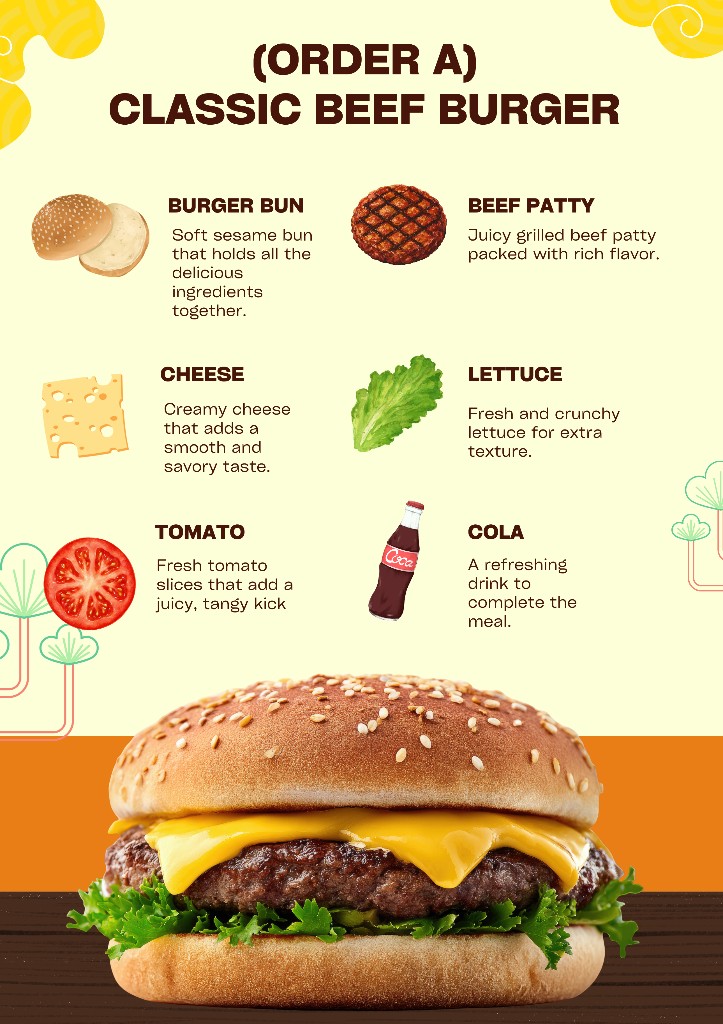 (ORDER A)
CLASSIC BEEF BURGER
BURGER BUN
Soft sesame bun
that holds all the
delicious
ingredients
together.
BEEF PATTY
Juicy grilled beef patty
packed with rich flavor.
CHEESE
Creamy cheese
that adds a
smooth and
savory taste.
LETTUCE
Fresh and crunchy
lettuce for extra
texture.
TOMATO
Fresh tomato
slices that add a
juicy, tangy kick
Coca
COLA
A refreshing
drink to
complete the
meal.